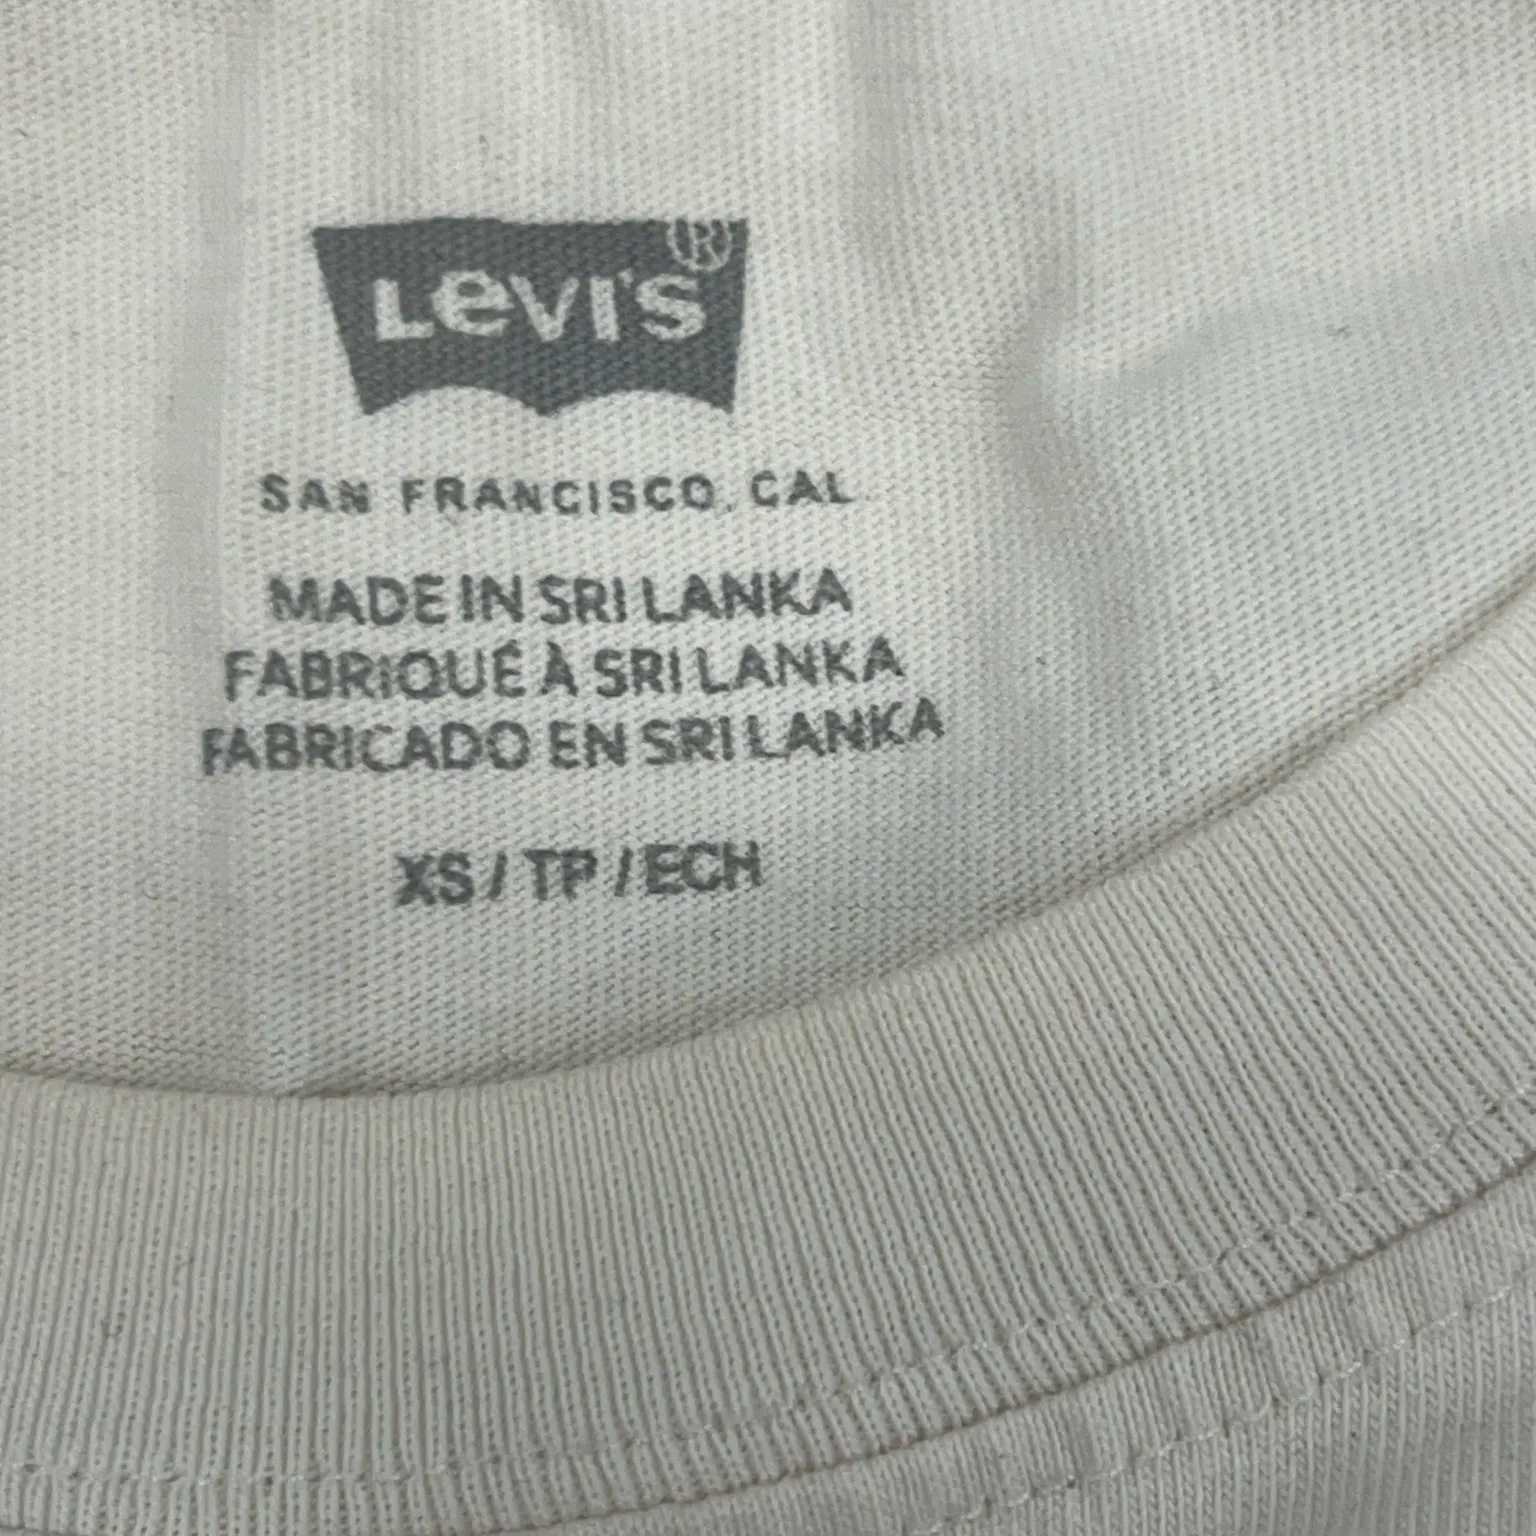 LEVI'S®
SAN FRANCISCO, CAL
MADE IN SRI LANKA
FABRIQUÉ À SRI LANKA
FABRICADO EN SRI LANKA
XS / TP / ECH